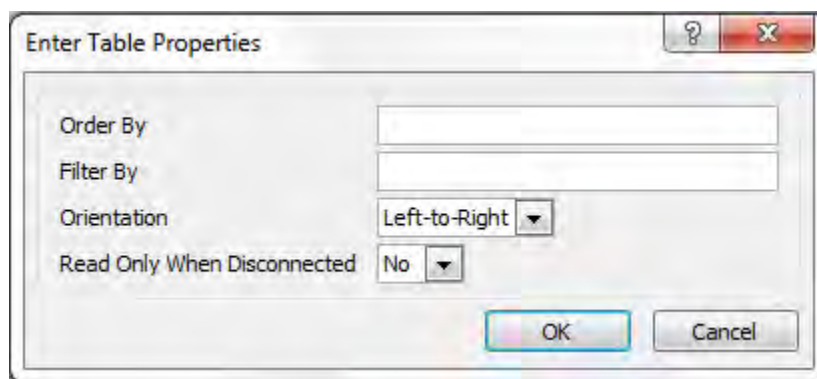 Enter Table Properties ?
Order By
Filter By
Orientation Left-to-Right
Read Only When Disconnected No
OK Cancel